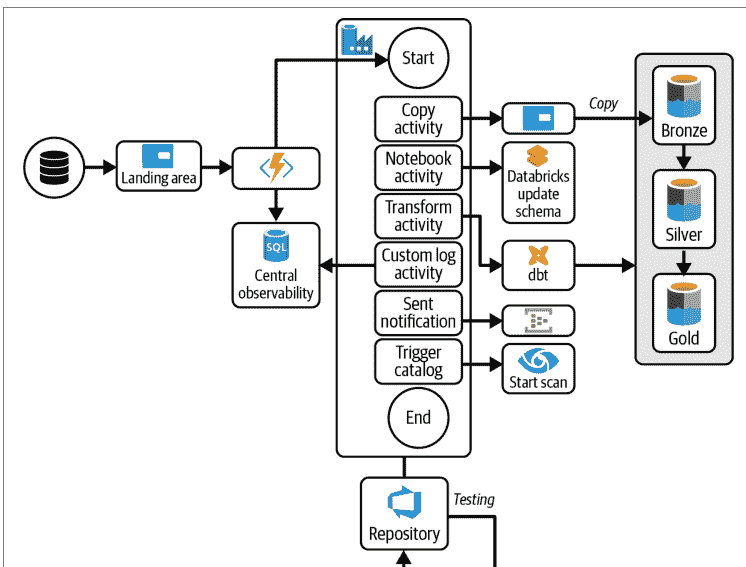 Start
Copy
activity
Copy
Bronze
Landing area
Notebook
activity
Databricks
update
schema
Transform
activity
Silver
SQL
Central
observability
Custom log
activity
dbt
Sent
notification
Gold
Trigger
catalog
Start scan
End
Repository
Testing